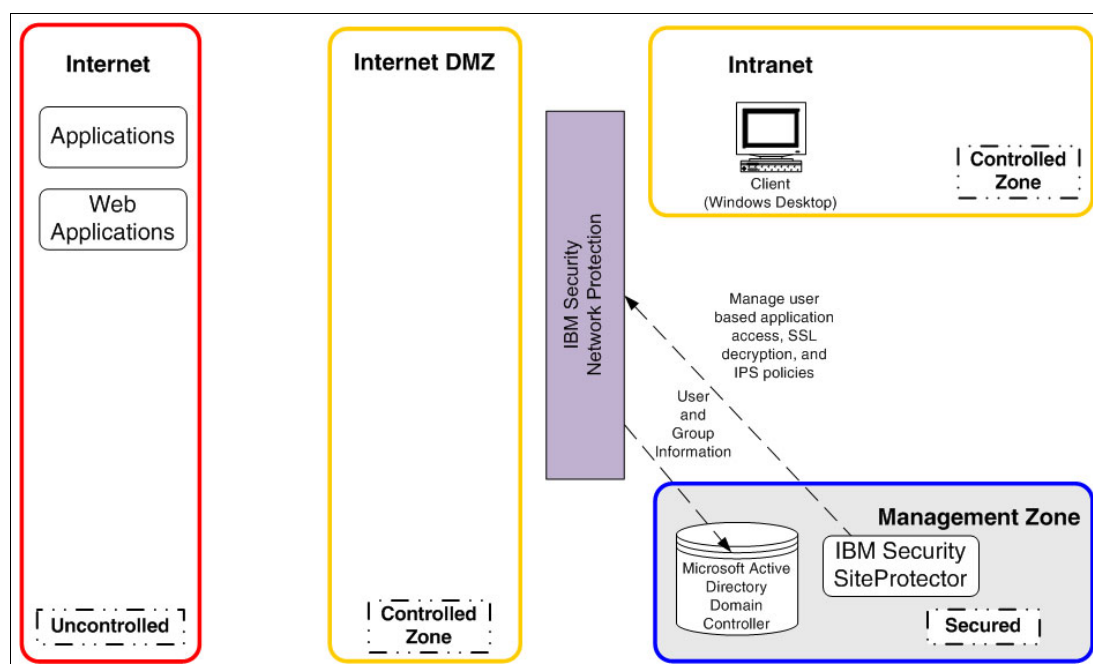 Internet
Applications
Web
Applications
Uncontrolled
Internet DMZ
Controlled
Zone
IBM Security
Network Protection
Intranet
Client
(Windows Desktop)
Controlled
Zone
Manage user
based application
access, SSL
decryption, and
IPS policies
User
and
Group
Information
Management Zone
Microsoft Active
Directory
Domain
Controller
IBM Security
SiteProtector
Secured